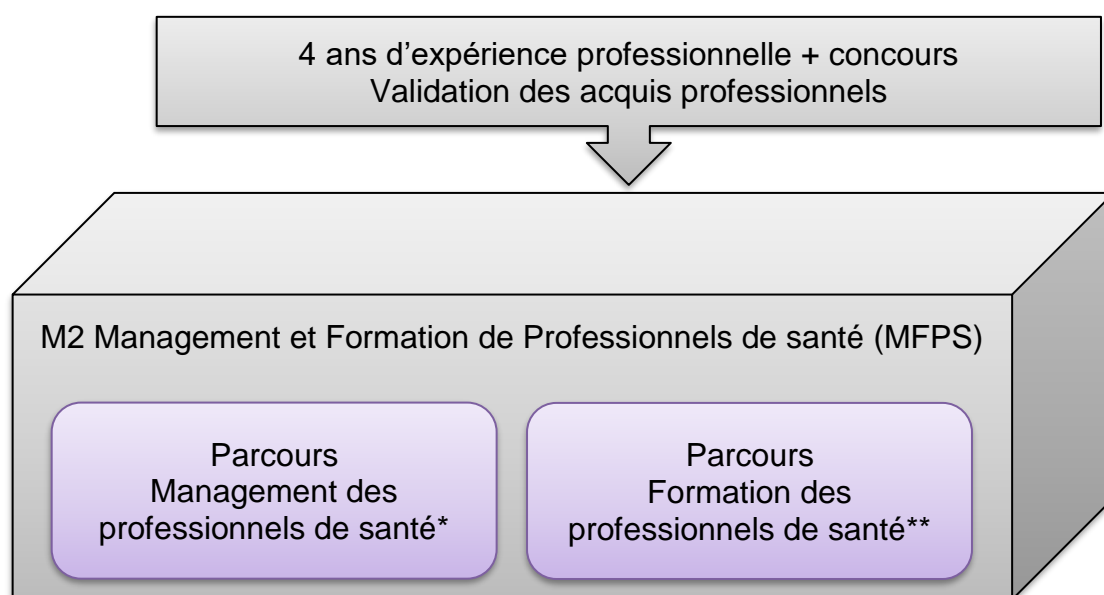 4 ans d’expérience professionnelle + concours
Validation des acquis professionnels
M2 Management et Formation de Professionnels de santé (MFPS)
Parcours
Management des
professionnels de santé*
Parcours
Formation des
professionnels de santé**